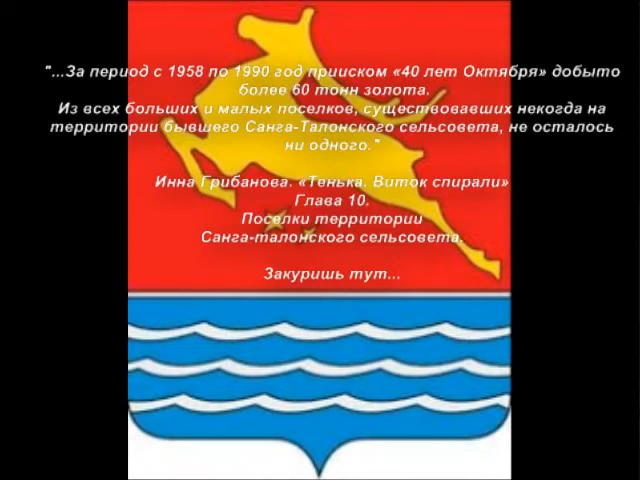 "...За период с 1958 по 1990 год прииском «40 лет Октября» добыто
более 60 тонн золота.
Из всех больших и малых поселков, существовавших некогда на
территории бывшего Санга-Талонского сельсовета, не осталось
ни одного."
Инна Грибанова. «Тенька. Виток спирали»
Глава 10.
Поселки территории
Санга-талонского сельсовета.
Закуришь тут...